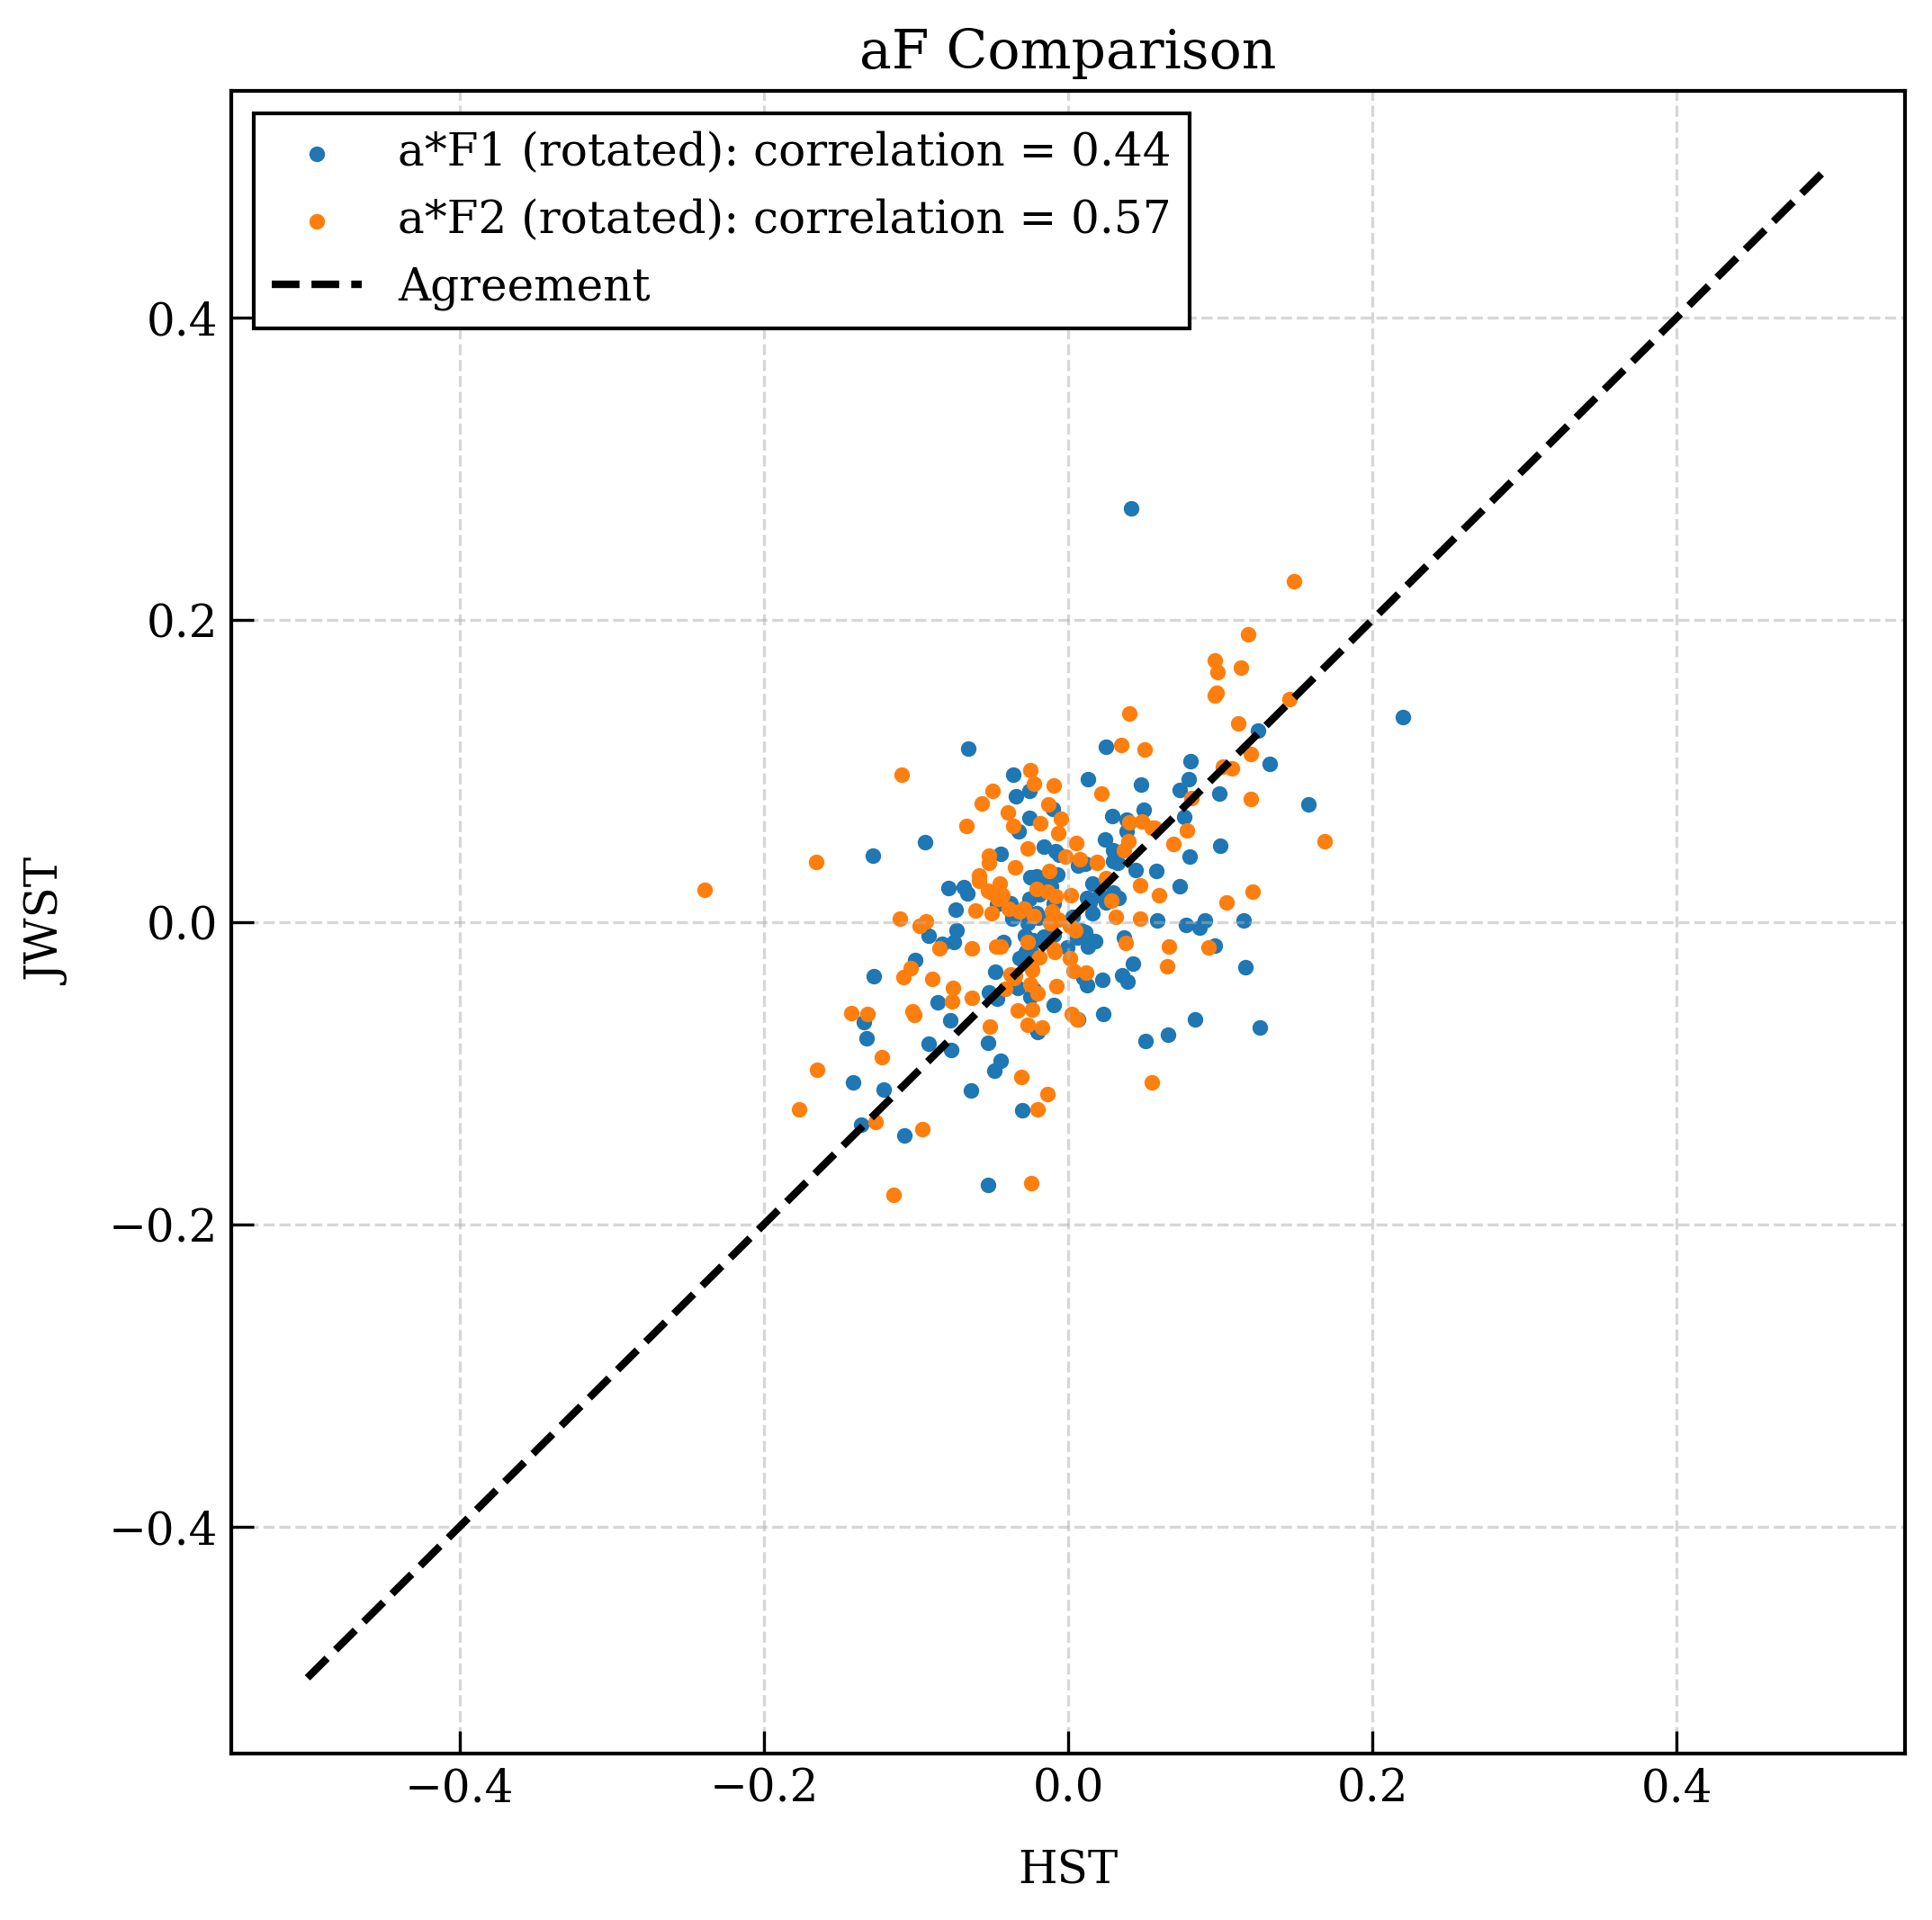 aF Comparison
a*F1 (rotated): correlation = 0.44
a*F2 (rotated): correlation = 0.57
Agreement
0.4
0.2
0.0
−0.2
−0.4
JWST
−0.4 −0.2 0.0 0.2 0.4
HST